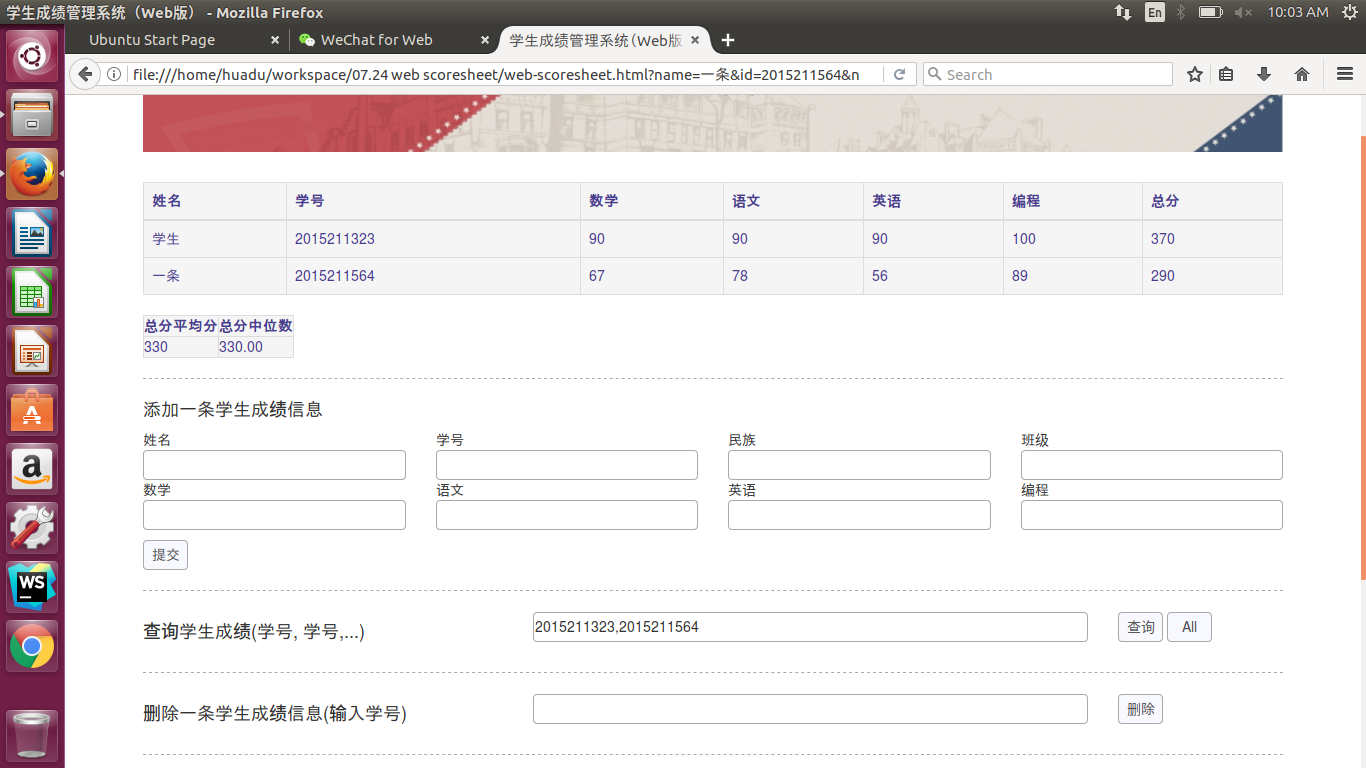 学生成绩管理系统（Web版） - Mozilla Firefox
En
10:03 AM
Ubuntu Start Page
WeChat for Web
学生成绩管理系统（Web版
file:///home/huadu/workspace/07.24 web scoresheet/web-scoresheet.html?name=一条&id=2015211564&n
Search
姓名 学号 数学 语文 英语 编程 总分
学生 2015211323 90 90 90 100 370
一条 2015211564 67 78 56 89 290
总分平均分 总分中位数
330 330.00
添加一条学生成绩信息
姓名 学号 民族 班级
数学 语文 英语 编程
提交
查询学生成绩(学号, 学号,...) 2015211323,2015211564 查询 All
删除一条学生成绩信息(输入学号) 删除
WS